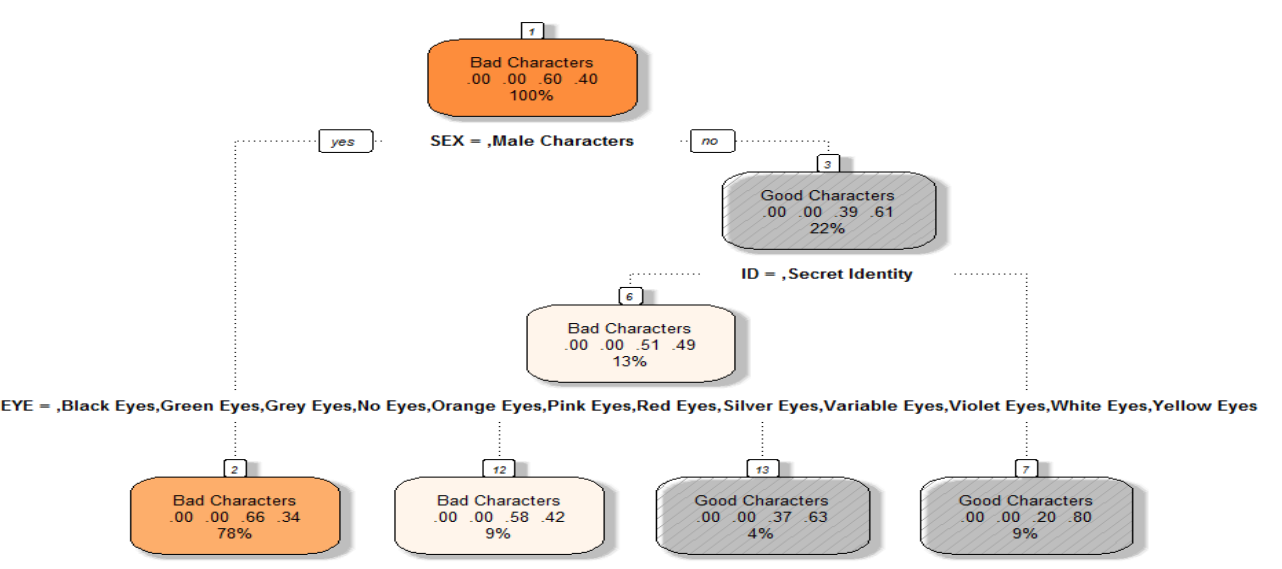 1
Bad Characters
.00 .00 .60 .40
100%
yes
SEX = ,Male Characters
no
3
Good Characters
.00 .00 .39 .61
22%
ID = ,Secret Identity
6
Bad Characters
.00 .00 .51 .49
13%
EYE = ,Black Eyes,Green Eyes,Grey Eyes,No Eyes,Orange Eyes,Pink Eyes,Red Eyes,Silver Eyes,Variable Eyes,Violet Eyes,White Eyes,Yellow Eyes
2
Bad Characters
.00 .00 .66 .34
78%
12
Bad Characters
.00 .00 .58 .42
9%
13
Good Characters
.00 .00 .37 .63
4%
7
Good Characters
.00 .00 .20 .80
9%